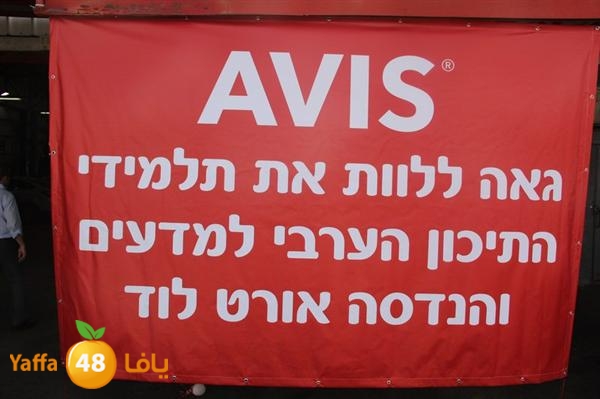 AVIS®
גאה ללוות את תלמידי
התיכון הערבי למדעים
והנדסה אורט לוד
Yaffa 48 يافا